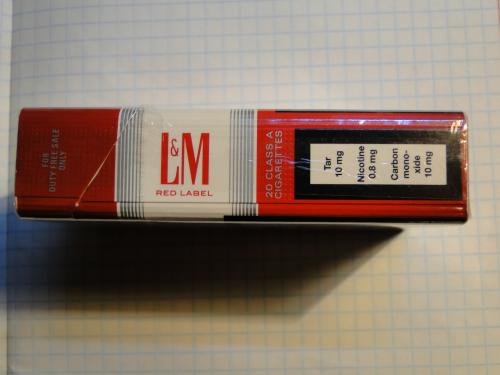 FOR
DUTY FREE SALE
ONLY
L&M
RED LABEL
20 CLASS A
CIGARETTES
Tar
10 mg
Nicotine
0.8 mg
Carbon
mono-
xide
10 mg